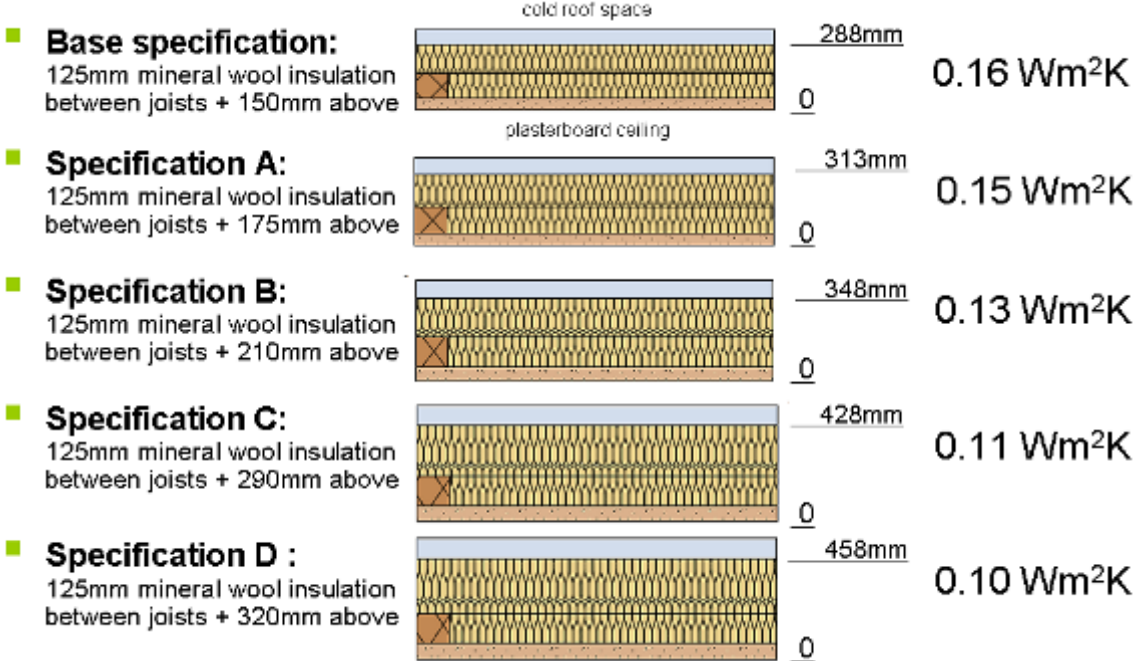 cold roof space
Base specification:
125mm mineral wool insulation
between joists + 150mm above
288mm
0
0.16 Wm²K
plasterboard ceiling
Specification A:
125mm mineral wool insulation
between joists + 175mm above
313mm
0
0.15 Wm²K
Specification B:
125mm mineral wool insulation
between joists + 210mm above
348mm
0
0.13 Wm²K
Specification C:
125mm mineral wool insulation
between joists + 290mm above
428mm
0
0.11 Wm²K
Specification D :
125mm mineral wool insulation
between joists + 320mm above
458mm
0
0.10 Wm²K